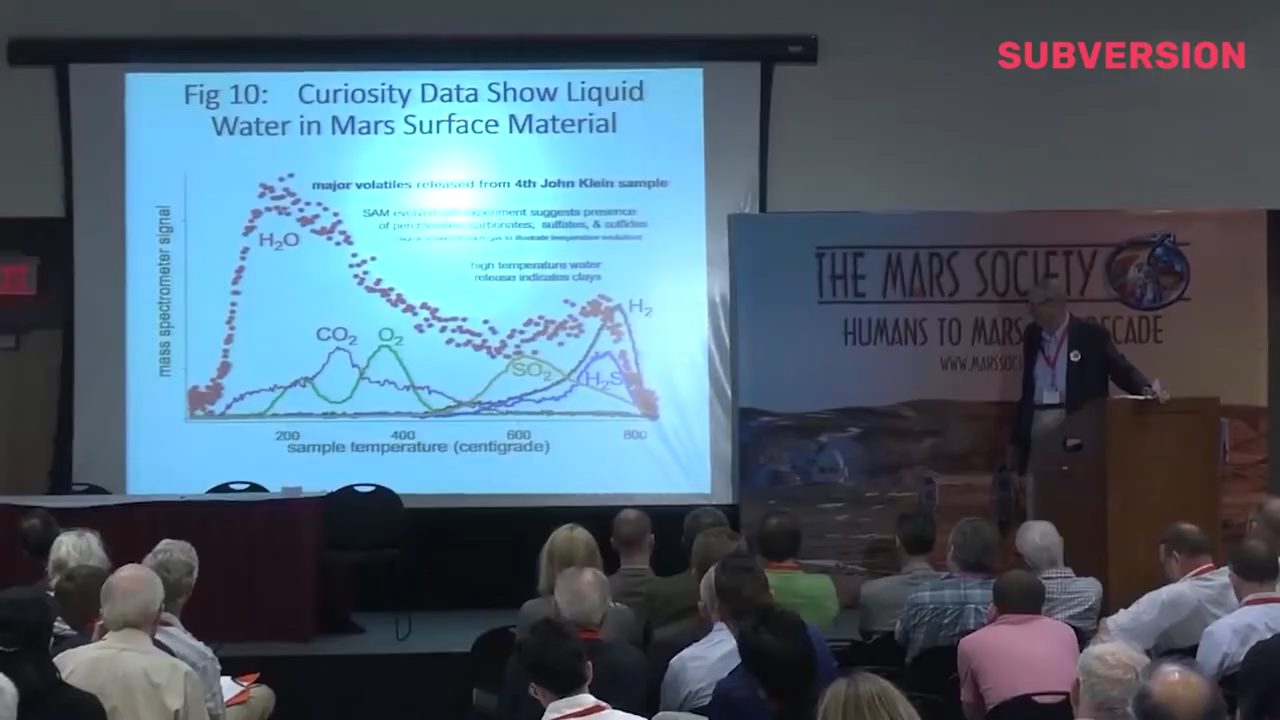 SUBVERSION
Fig 10: Curiosity Data Show Liquid
Water in Mars Surface Material
major volatiles released from 4th John Klein sample
SAM evolved gas experiment suggests presence
of perchlorates, carbonates, sulfates, & sulfides
high temperature water
release indicates clays
mass spectrometer signal
H2O
CO2
O2
SO2
H2S
H2
200
400
600
800
sample temperature (centigrade)
THE MARS SOCIETY
HUMANS TO MARS